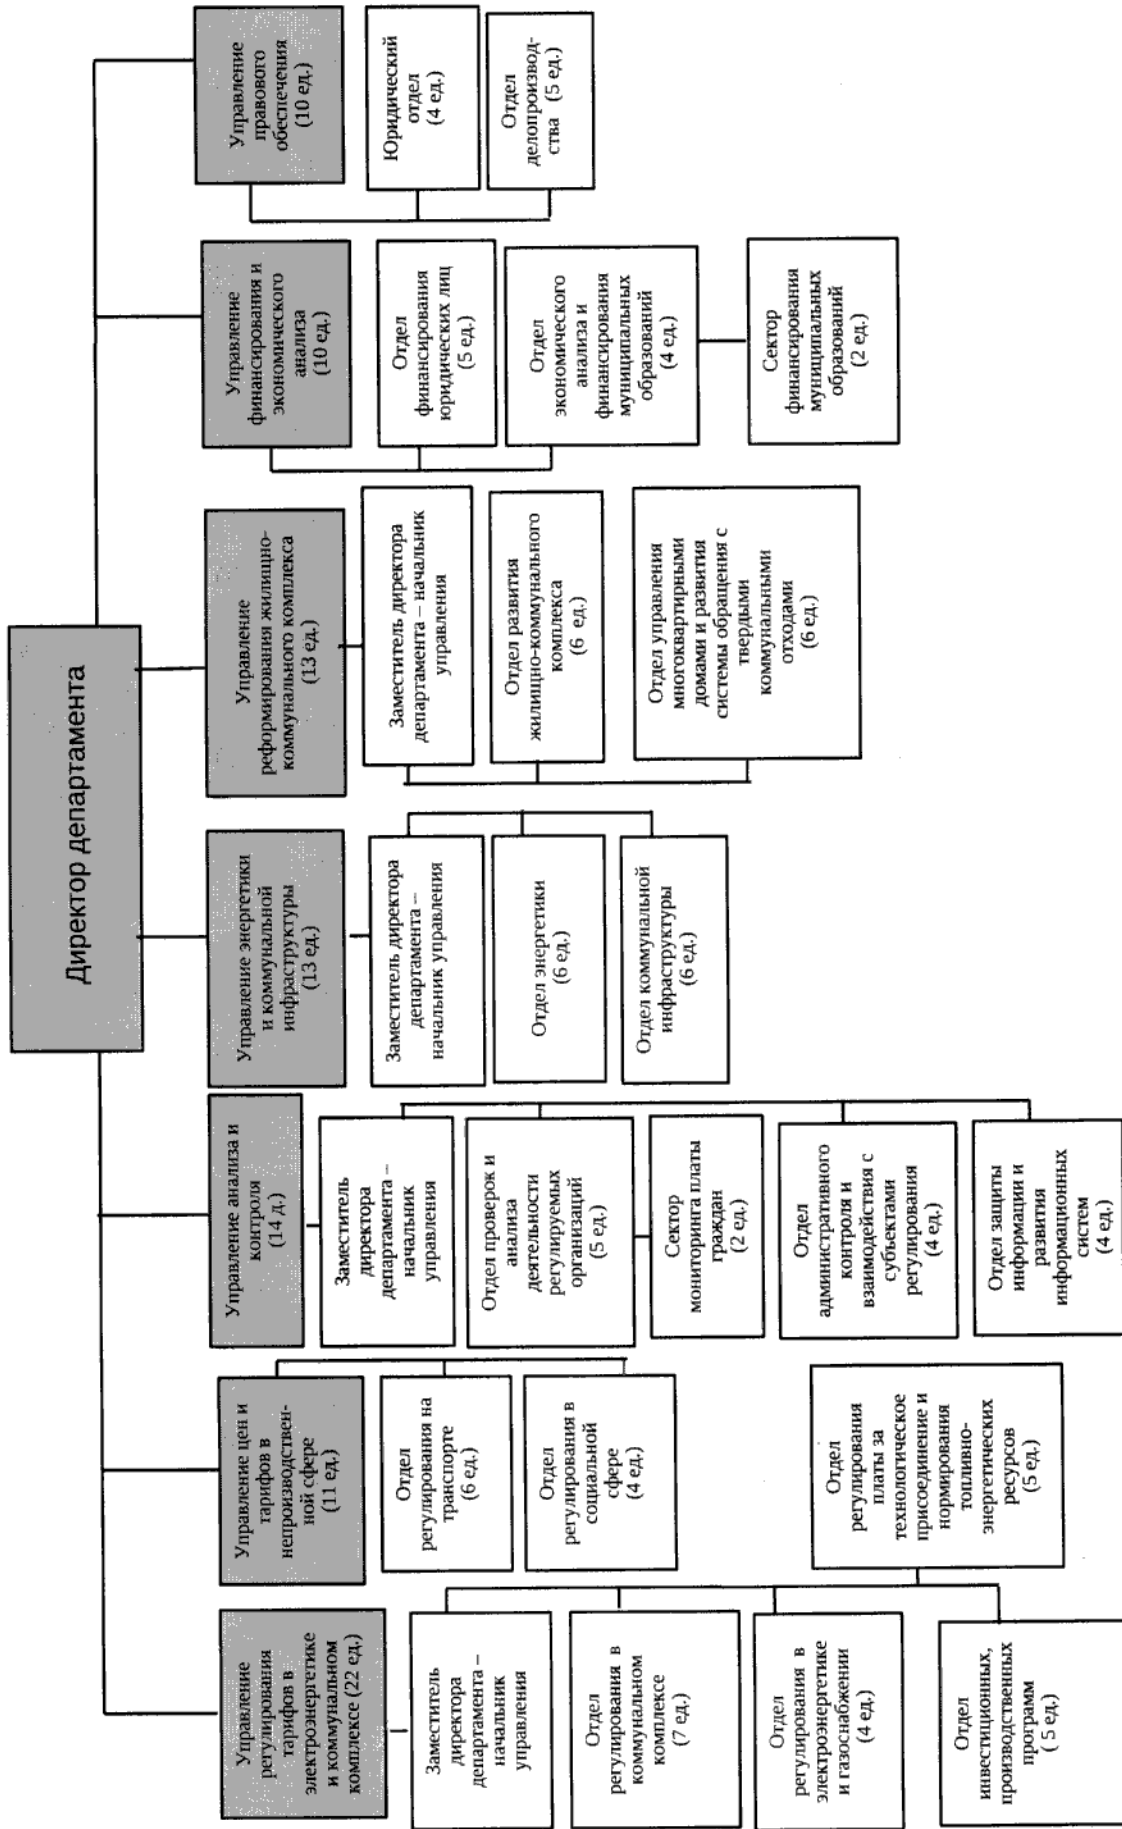 Директор департамента
Управление
регулирования
тарифов в
электроэнергетике
и коммунальном
комплексе (22 ед.)
Заместитель
директора
департамента –
начальник
управления
Отдел
регулирования в
коммунальном
комплексе
(7 ед.)
Отдел
регулирования в
электроэнергетике
и газоснабжении
(4 ед.)
Отдел
инвестиционных,
производственных
программ
( 5 ед.)
Отдел
регулирования
платы за
технологическое
присоединение и
нормирования
топливно-
энергетических
ресурсов
(5 ед.)
Управление цен и
тарифов в
непроизводствен-
ной сфере
(11 ед.)
Отдел
регулирования на
транспорте
(6 ед.)
Отдел
регулирования в
социальной
сфере
(4 ед.)
Управление анализа и
контроля
(14 д.)
Заместитель
директора
департамента –
начальник
управления
Отдел проверок и
анализа
деятельности
регулируемых
организаций
(5 ед.)
Сектор
мониторинга платы
граждан
(2 ед.)
Отдел
административного
контроля и
взаимодействия с
субъектами
регулирования
(4 ед.)
Отдел защиты
информации и
развития
информационных
систем
(4 ед.)
Управление энергетики
и коммунальной
инфраструктуры
(13 ед.)
Заместитель директора
департамента –
начальник управления
Отдел энергетики
(6 ед.)
Отдел коммунальной
инфраструктуры
(6 ед.)
Управление
реформирования жилищно-
коммунального комплекса
(13 ед.)
Заместитель директора
департамента – начальник
управления
Отдел развития
жилищно-коммунального
комплекса
(6 ед.)
Отдел управления
многоквартирными
домами и развития
системы обращения с
твердыми
коммунальными
отходами
(6 ед.)
Управление
финансирования и
экономического
анализа
(10 ед.)
Отдел
финансирования
юридических лиц
(5 ед.)
Отдел
экономического
анализа и
финансирования
муниципальных
образований
(4 ед.)
Сектор
финансирования
муниципальных
образований
(2 ед.)
Управление
правового
обеспечения
(10 ед.)
Юридический
отдел
(4 ед.)
Отдел
делопроизвод-
ства (5 ед.)